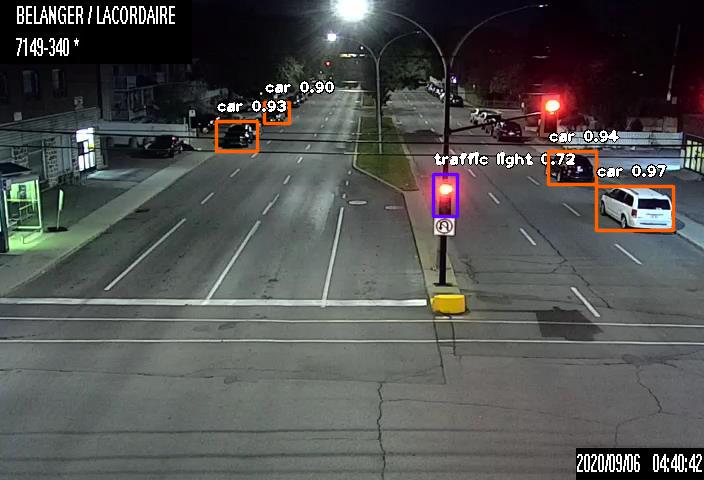 BELANGER / LACORDAIRE
7149-340 *
car 0.90
car 0.93
car 0.94
traffic light 0.72
car 0.97
2020/09/06 04:40:42